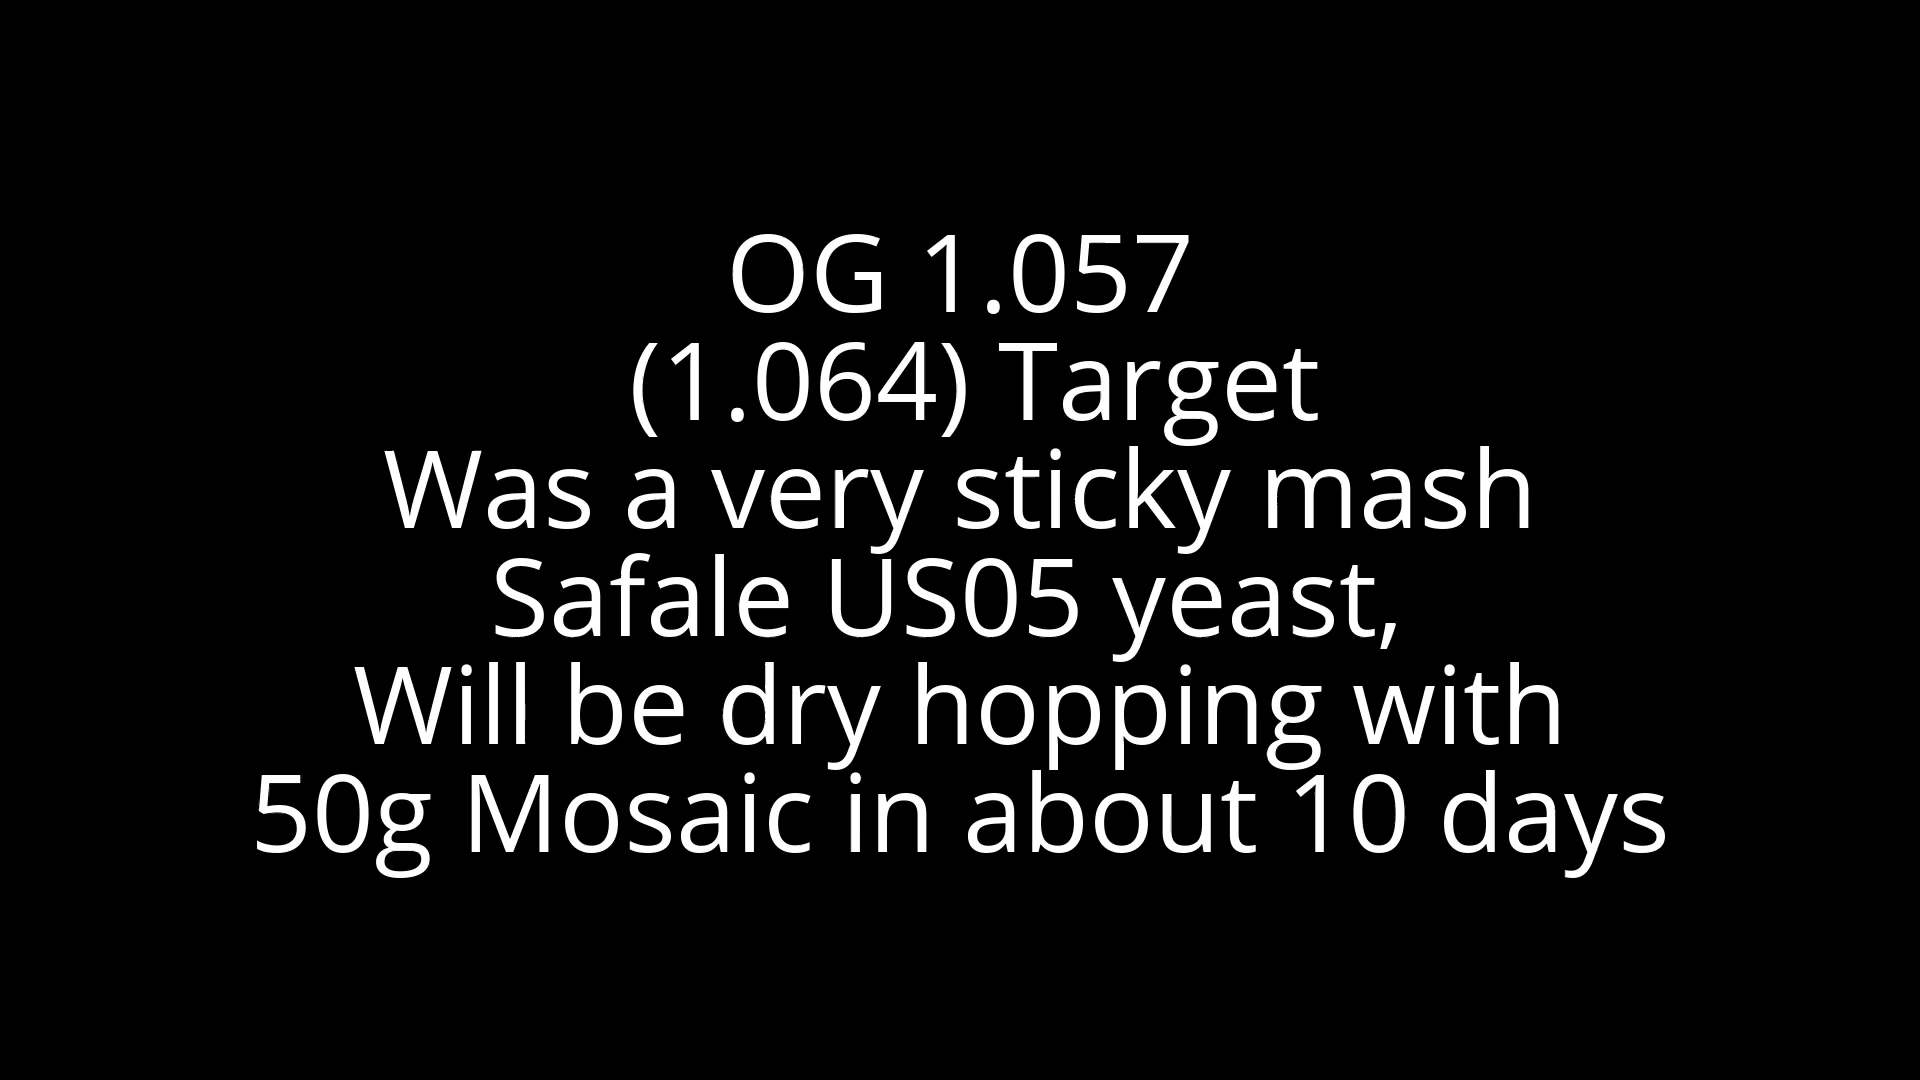 OG 1.057
(1.064) Target
Was a very sticky mash
Safale US05 yeast,
Will be dry hopping with
50g Mosaic in about 10 days